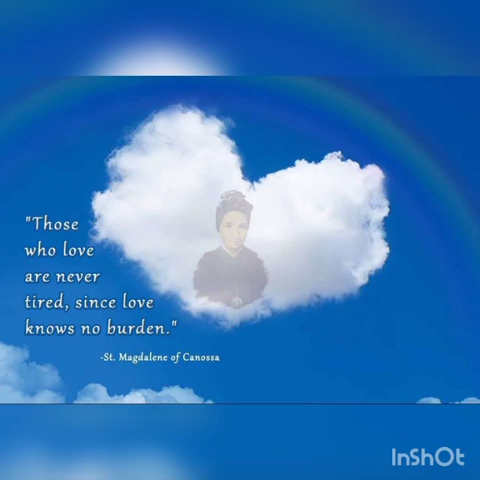 "Those
who love
are never
tired, since love
knows no burden."
-St. Magdalene of Canossa
InShOt